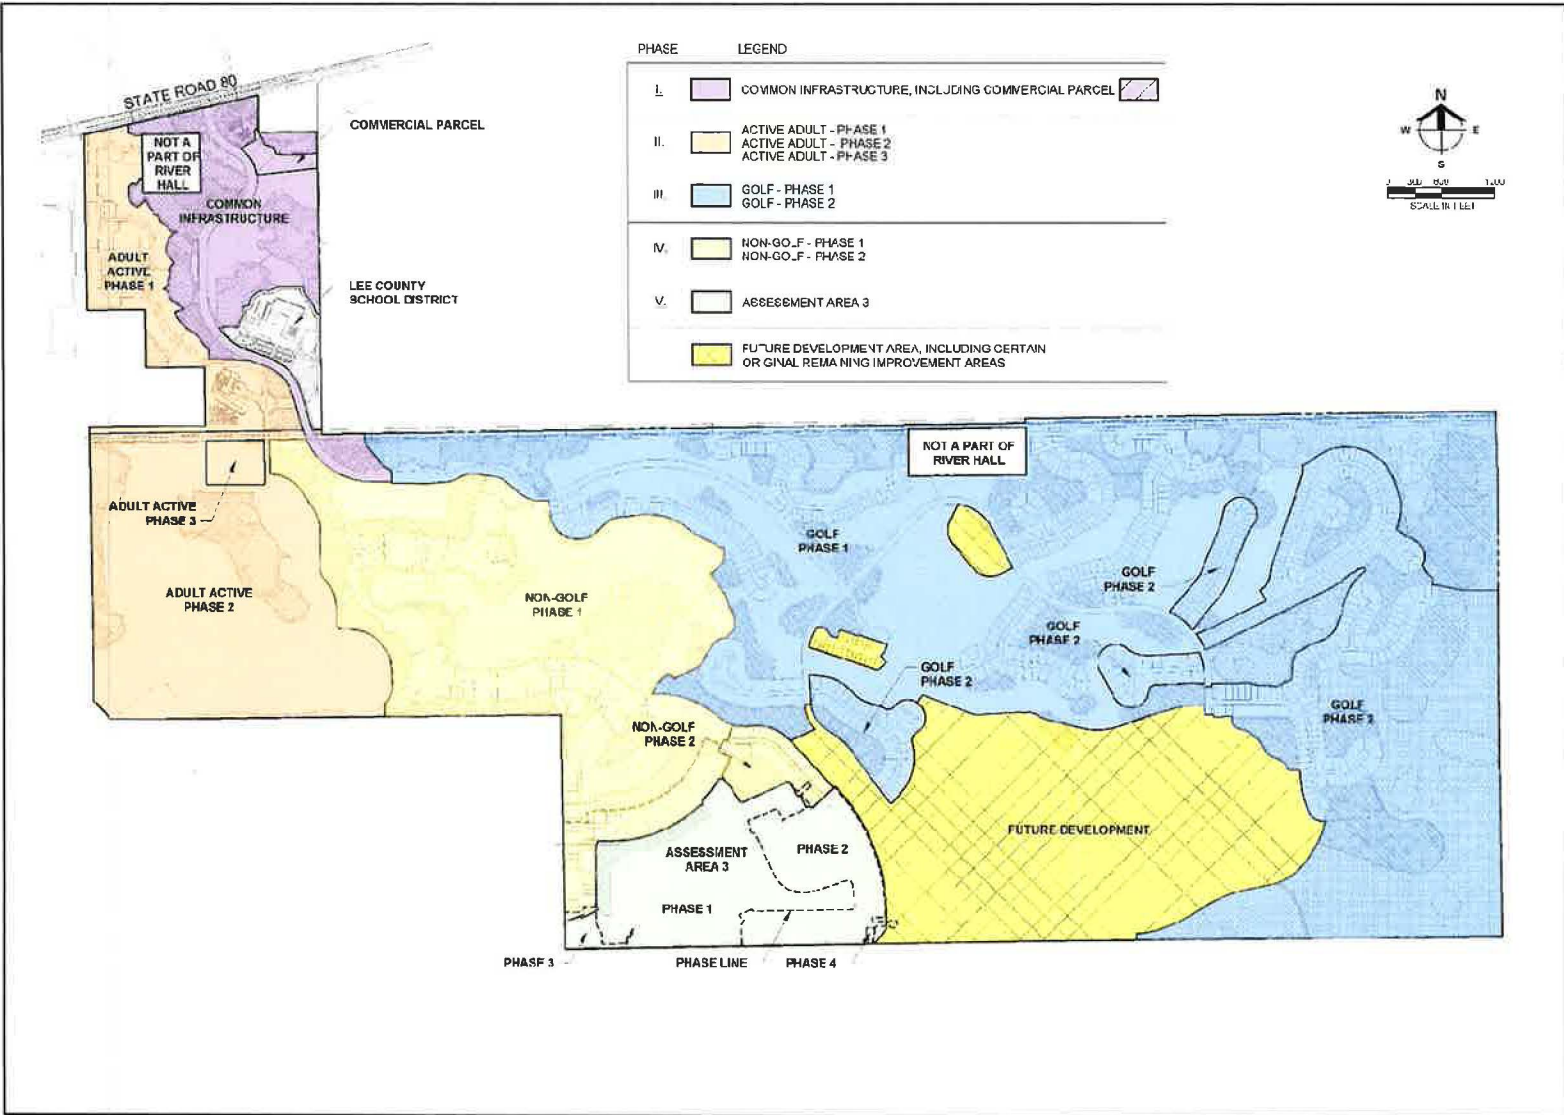 PHASE LEGEND
I. COMMON INFRASTRUCTURE, INCLUDING COMMERCIAL PARCEL
II. ACTIVE ADULT - PHASE 1
ACTIVE ADULT - PHASE 2
ACTIVE ADULT - PHASE 3
III. GOLF - PHASE 1
GOLF - PHASE 2
IV. NON-GOLF - PHASE 1
NON-GOLF - PHASE 2
V. ASSESSMENT AREA 3
FUTURE DEVELOPMENT AREA, INCLUDING CERTAIN
ORIGINAL REMAINING IMPROVEMENT AREAS
N
W E
S
0 300 600 1200
SCALE IN FEET
STATE ROAD 80
COMMERCIAL PARCEL
NOT A
PART OF
RIVER
HALL
COMMON
INFRASTRUCTURE
ADULT
ACTIVE
PHASE 1
LEE COUNTY
SCHOOL DISTRICT
NOT A PART OF
RIVER HALL
ADULT ACTIVE
PHASE 3
GOLF
PHASE 1
GOLF
PHASE 2
ADULT ACTIVE
PHASE 2
NON-GOLF
PHASE 1
GOLF
PHASE 2
GOLF
PHASE 2
GOLF
PHASE 2
NON-GOLF
PHASE 2
FUTURE DEVELOPMENT
ASSESSMENT
AREA 3
PHASE 2
PHASE 1
PHASE 3
PHASE LINE
PHASE 4